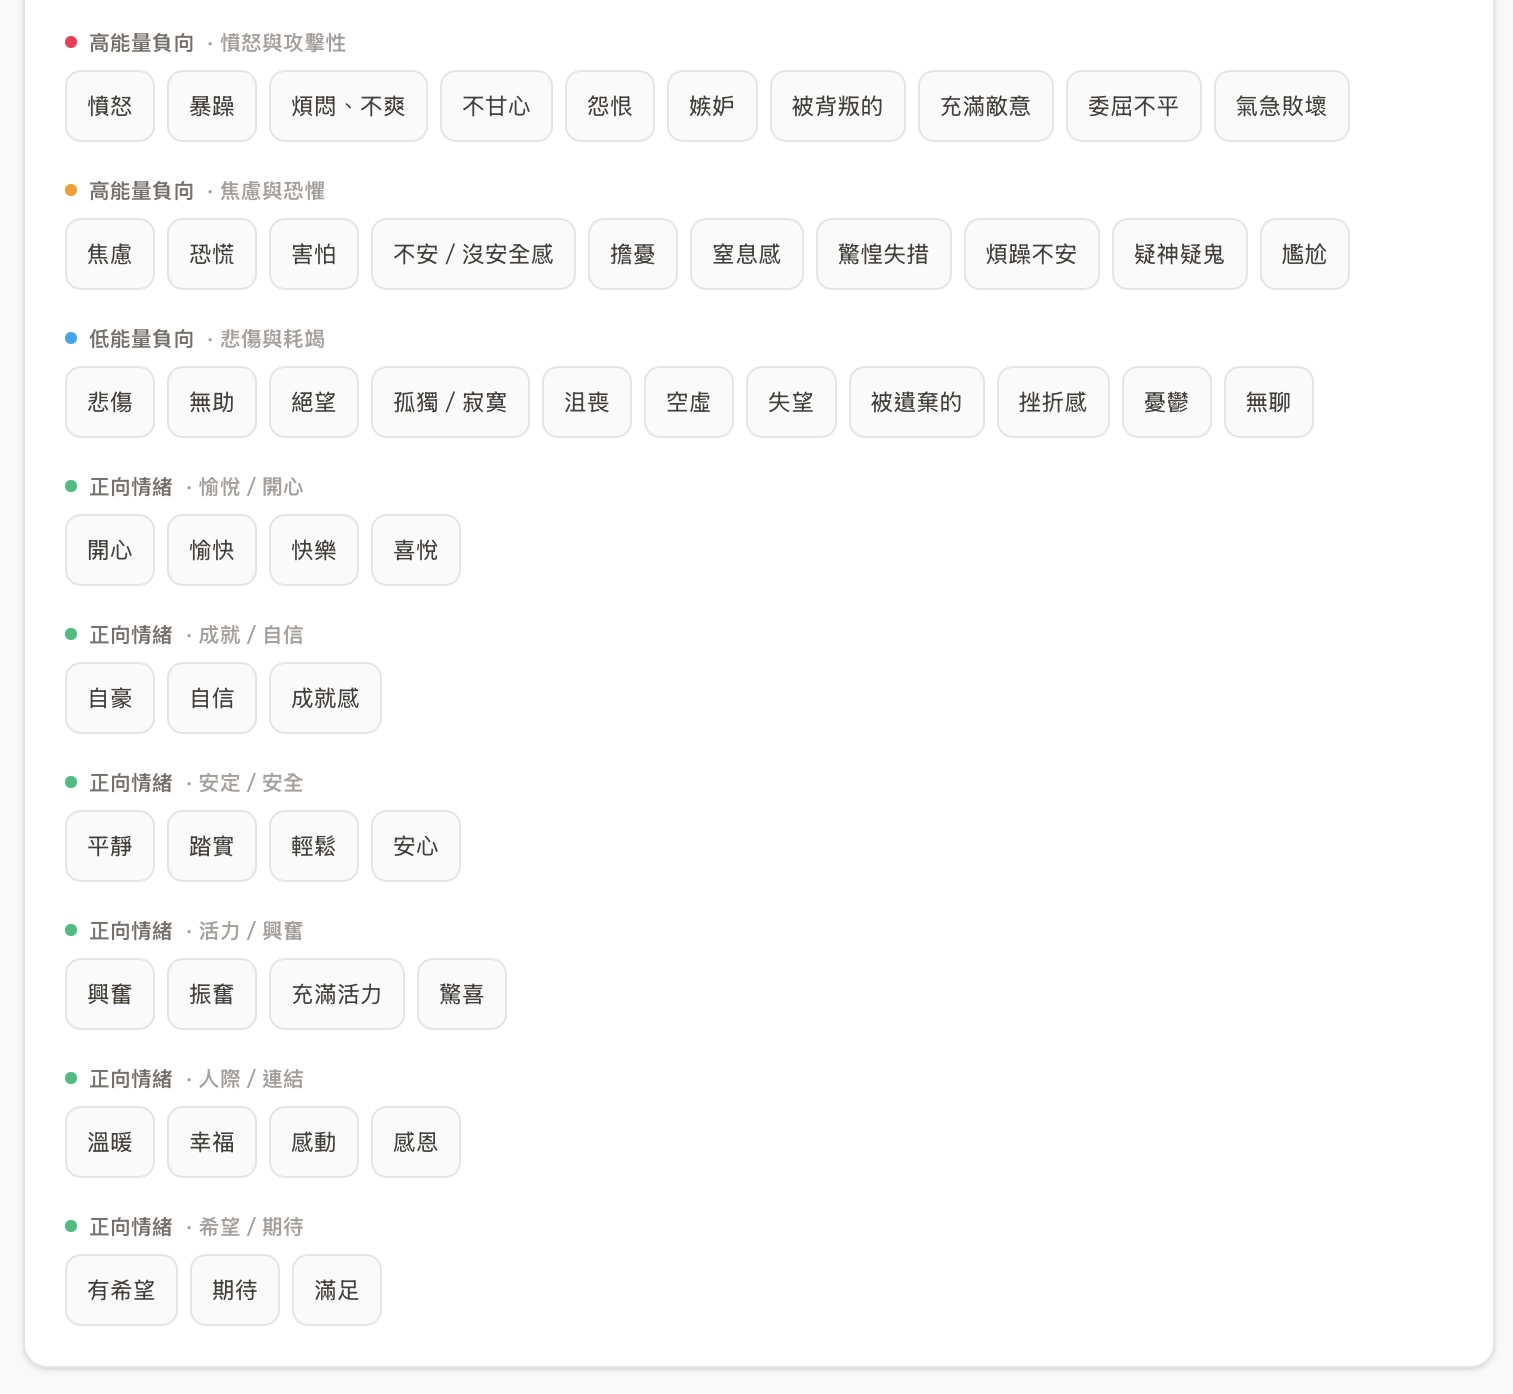 高能量負向 · 憤怒與攻擊性
憤怒 暴躁 煩悶、不爽 不甘心 怨恨 嫉妒 被背叛的 充滿敵意 委屈不平 氣急敗壞
高能量負向 · 焦慮與恐懼
焦慮 恐慌 害怕 不安 / 沒安全感 擔憂 窒息感 驚惶失措 煩躁不安 疑神疑鬼 尷尬
低能量負向 · 悲傷與耗竭
悲傷 無助 絕望 孤獨 / 寂寞 沮喪 空虛 失望 被遺棄的 挫折感 憂鬱 無聊
正向情緒 · 愉悅 / 開心
開心 愉快 快樂 喜悅
正向情緒 · 成就 / 自信
自豪 自信 成就感
正向情緒 · 安定 / 安全
平靜 踏實 輕鬆 安心
正向情緒 · 活力 / 興奮
興奮 振奮 充滿活力 驚喜
正向情緒 · 人際 / 連結
溫暖 幸福 感動 感恩
正向情緒 · 希望 / 期待
有希望 期待 滿足